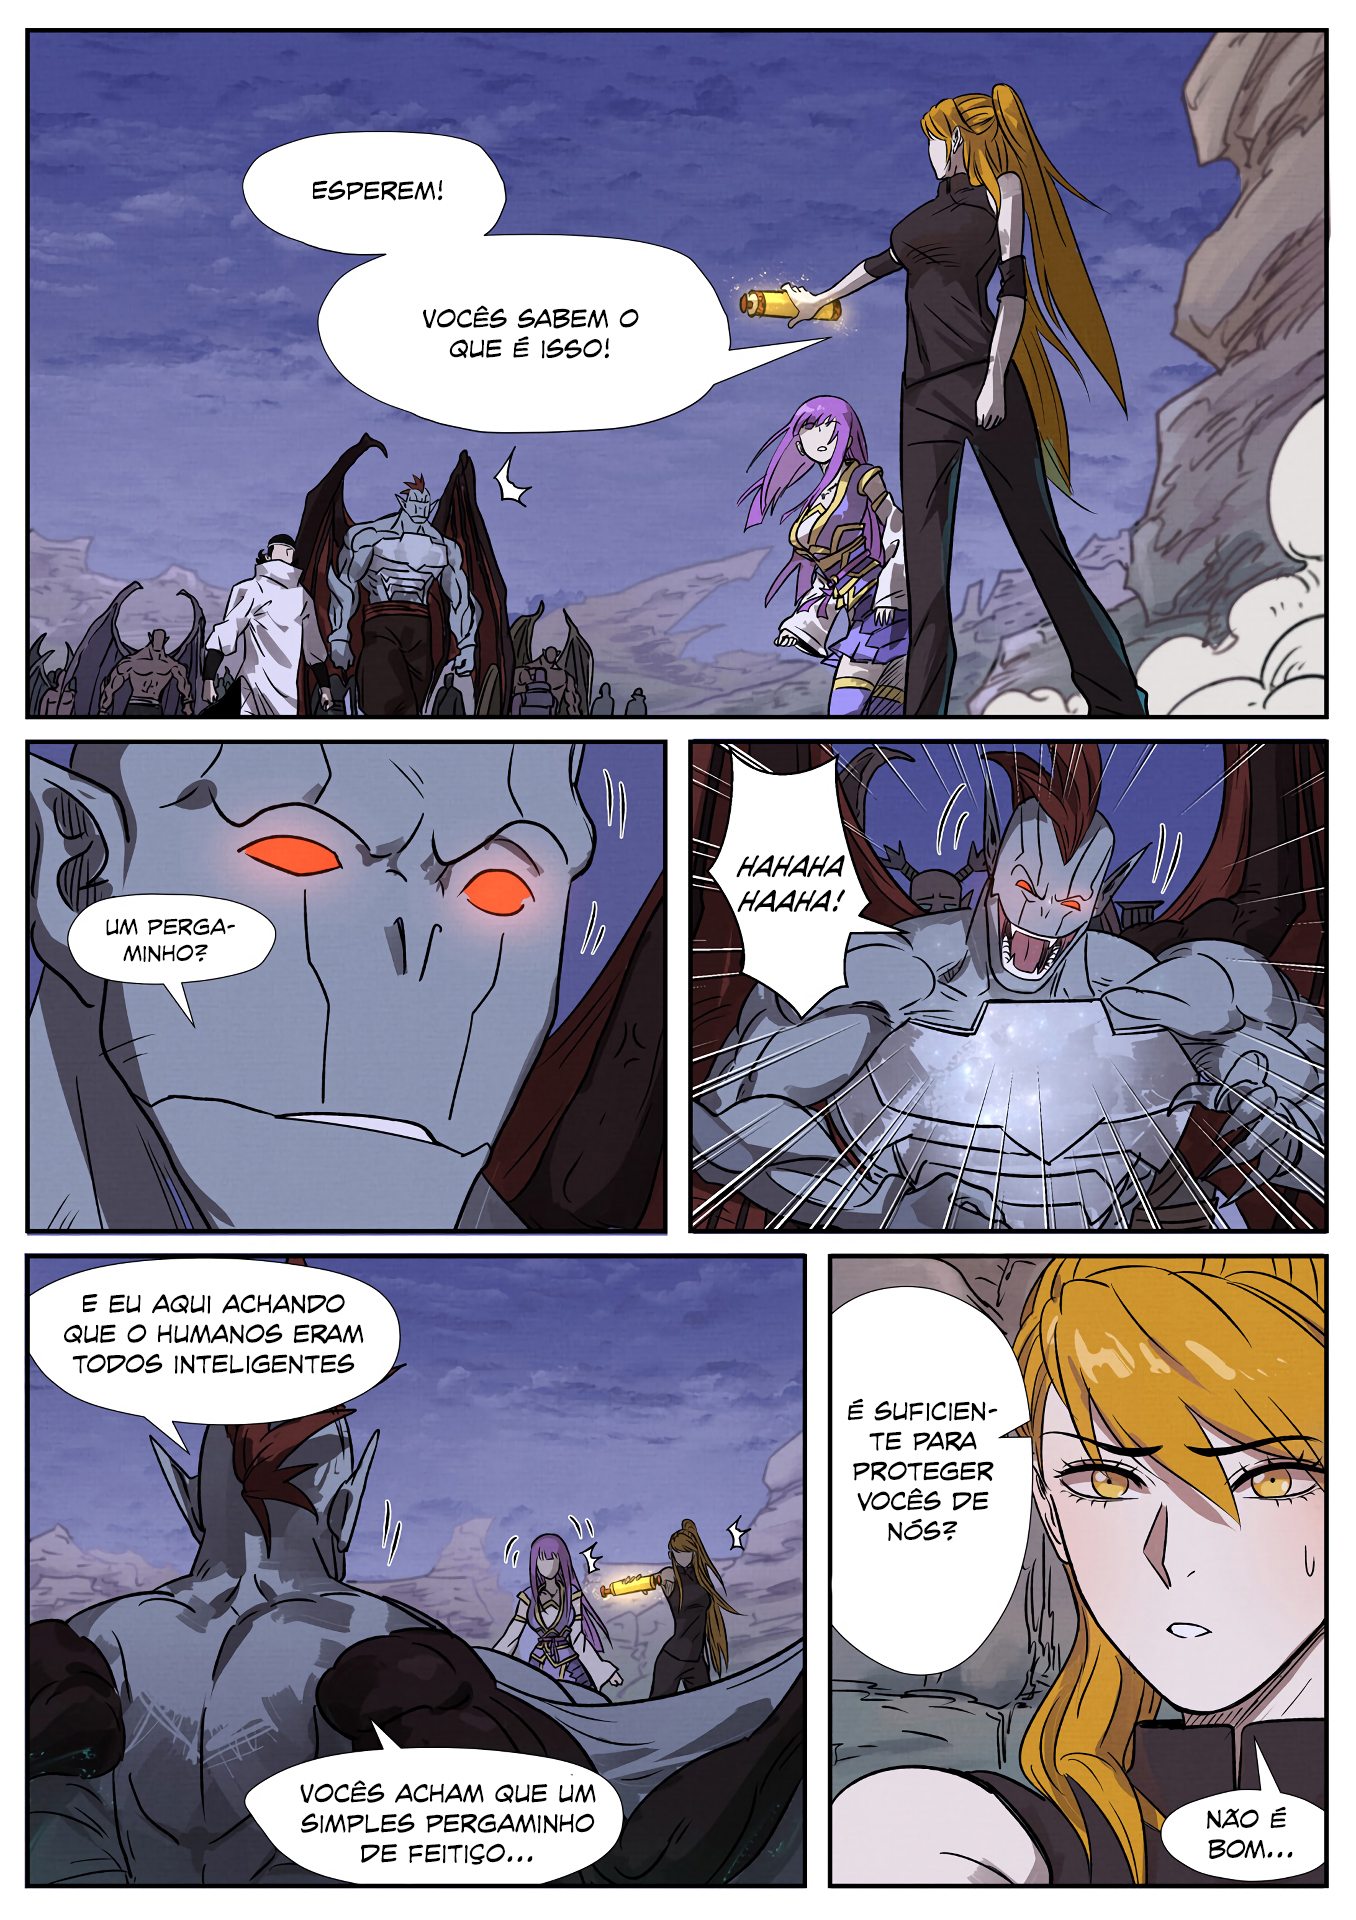 ESPEREM!
VOCÊS SABEM O
QUE É ISSO!
UM PERGA-
MINHO?
HAHAHA
HAAHA!
E EU AQUI ACHANDO
QUE O HUMANOS ERAM
TODOS INTELIGENTES
VOCÊS ACHAM QUE UM
SIMPLES PERGAMINHO
DE FEITIÇO...
É SUFICIEN-
TE PARA
PROTEGER
VOCÊS DE
NÓS?
NÃO É
BOM...